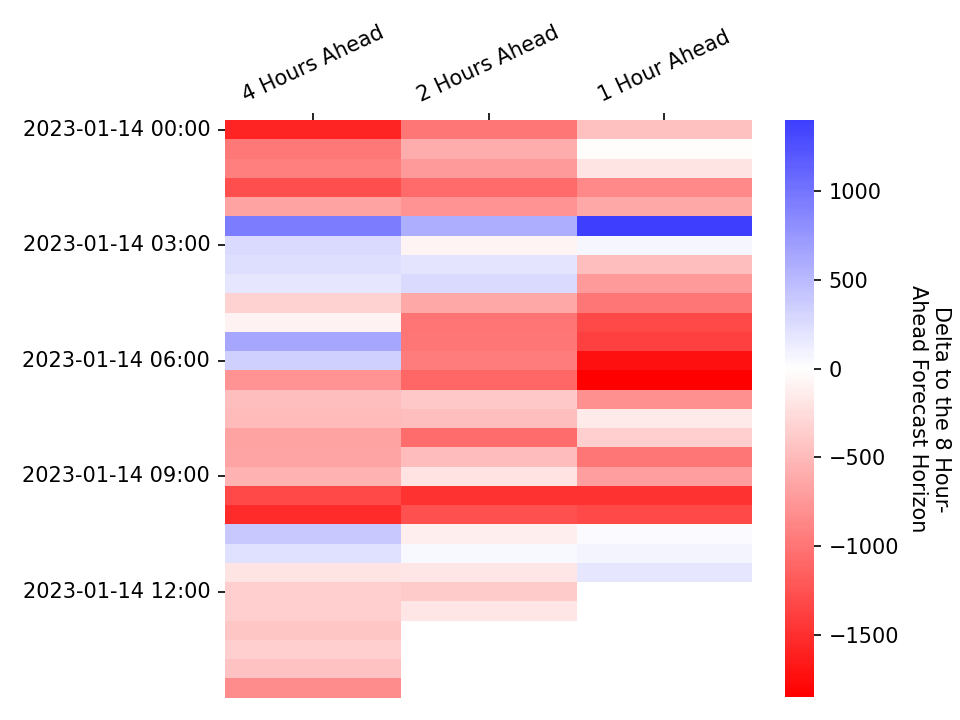 4 Hours Ahead
2 Hours Ahead
1 Hour Ahead
2023-01-14 00:00
2023-01-14 03:00
2023-01-14 06:00
2023-01-14 09:00
2023-01-14 12:00
1000
500
0
−500
−1000
−1500
Delta to the 8 Hour-
Ahead Forecast Horizon